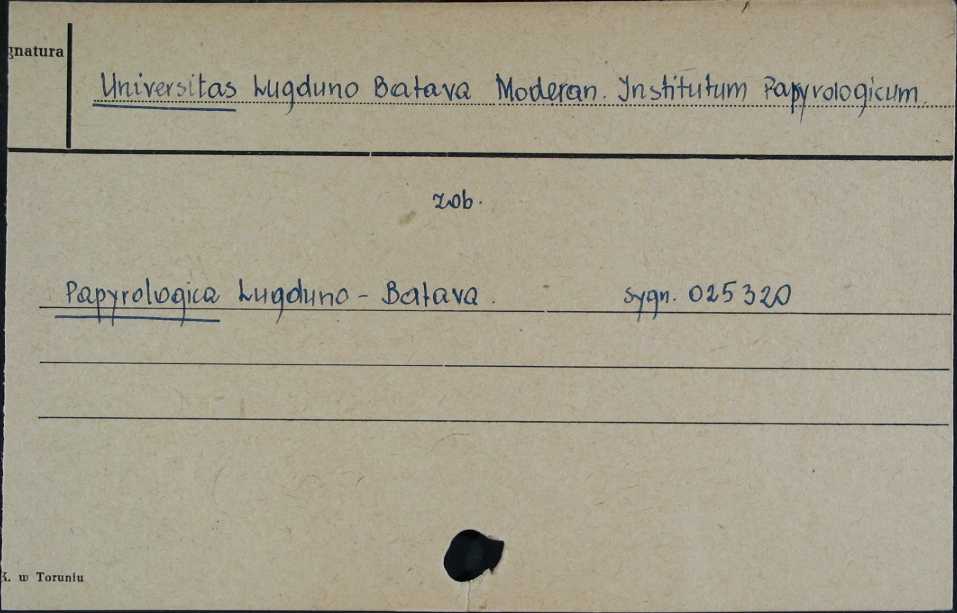 gnatura
Universitas Lugduno Batava Moderan. Institutum Papyrologicum.
zob.
Papyrologica Lugduno - Batava. sygn. 025320
K. w Toruniu